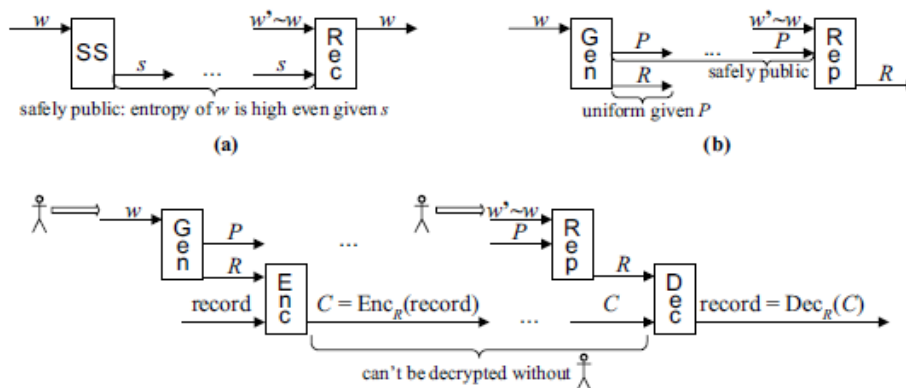 w SS s ... s w'~w Rec w
safely public: entropy of w is high even given s
(a)
w Gen P ... w'~w P Rep
R safely public R
uniform given P
(b)
w Gen P ... w'~w P Rep
R Enc R Dec
record C = Enc_R(record) ... C record = Dec_R(C)
can't be decrypted without